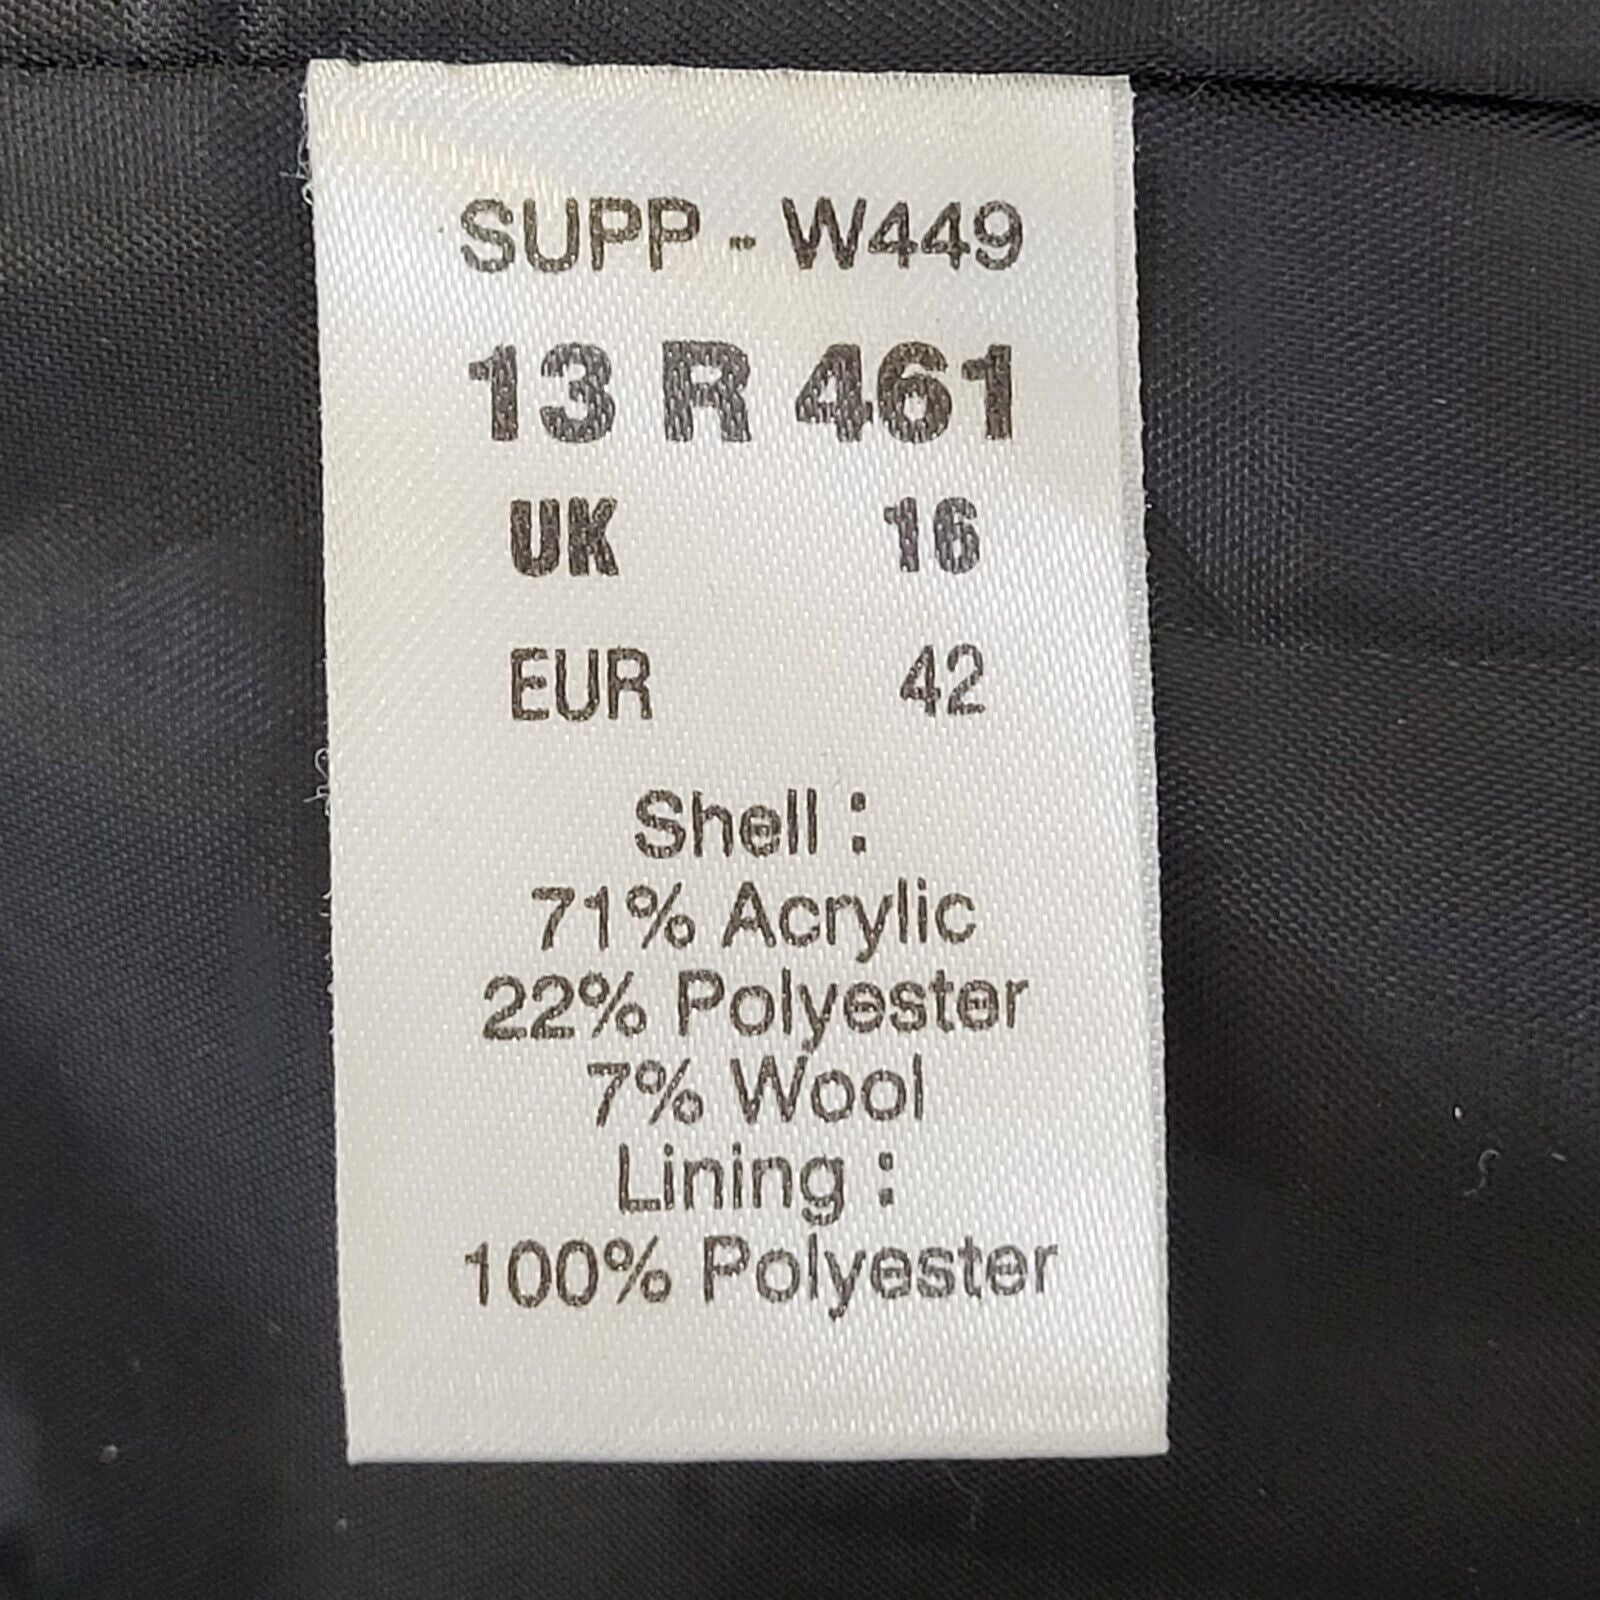 SUPP - W449
13 R 461
UK 16
EUR 42
Shell :
71% Acrylic
22% Polyester
7% Wool
Lining :
100% Polyester